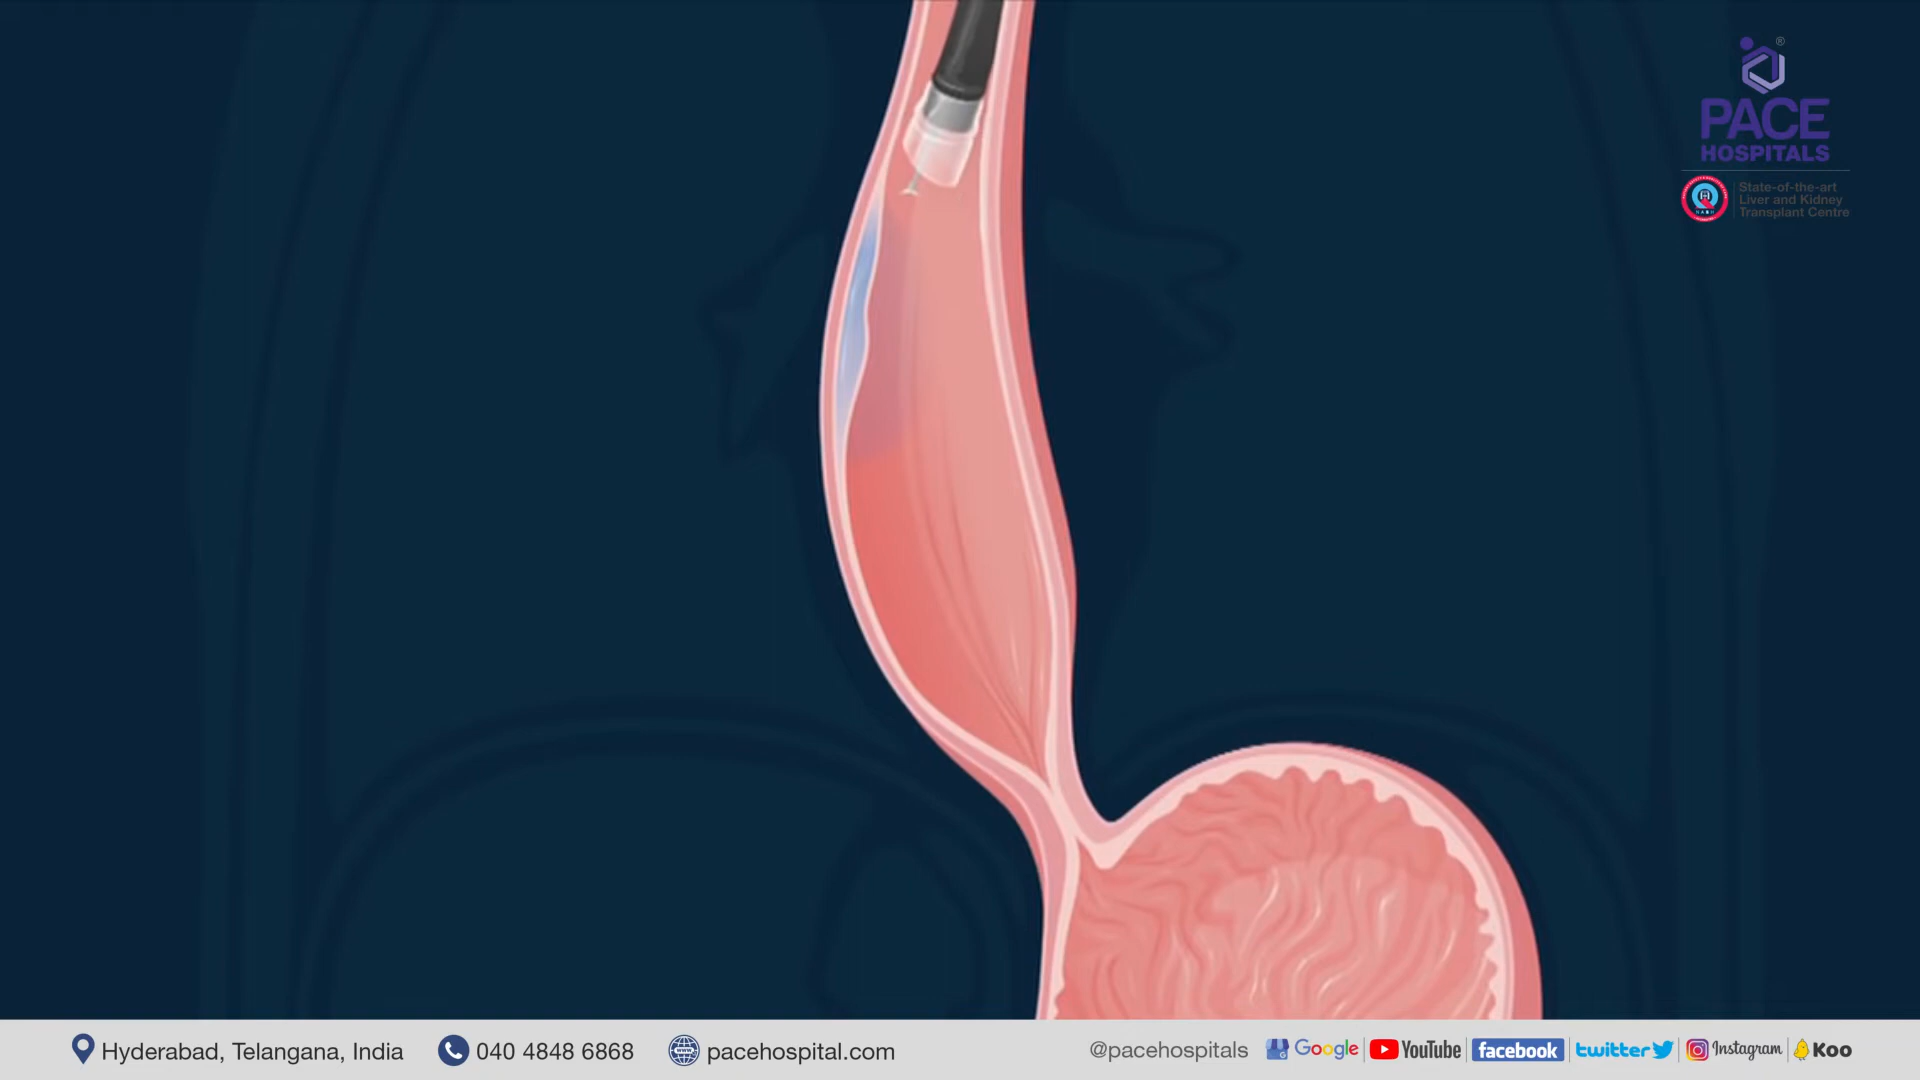 ®
PACE
HOSPITALS
State-of-the-art
Liver and Kidney
Transplant Centre
Hyderabad, Telangana, India 040 4848 6868 pacehospital.com @pacehospitals Google YouTube facebook twitter Instagram Koo